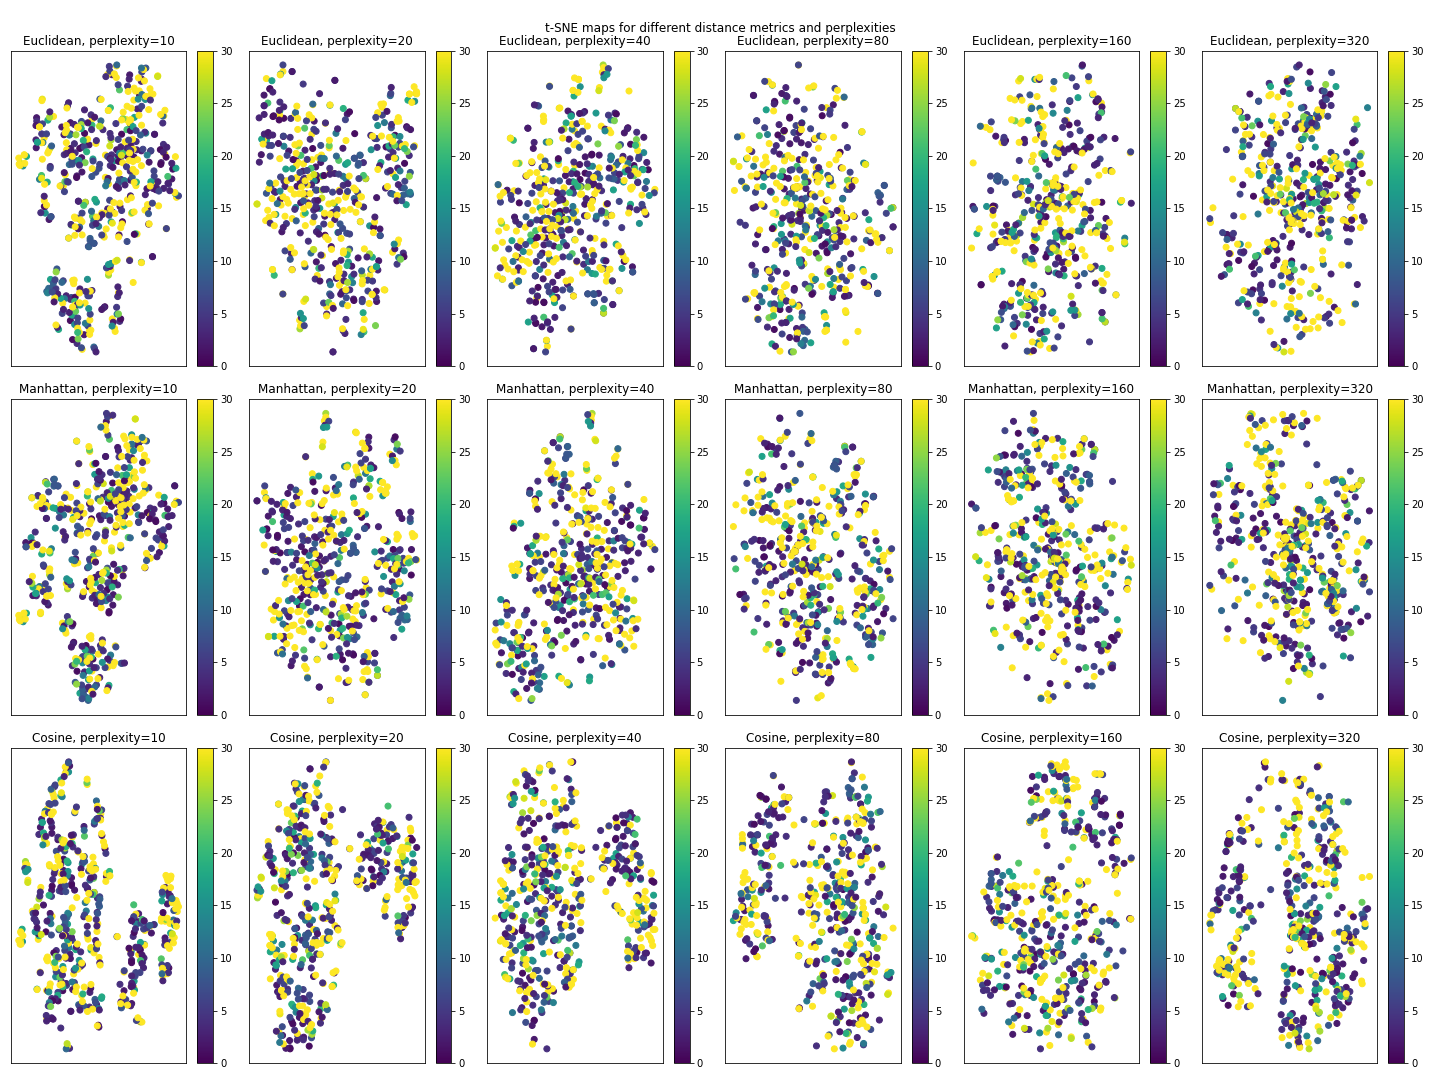 t-SNE maps for different distance metrics and perplexities
Euclidean, perplexity=10
Euclidean, perplexity=20
Euclidean, perplexity=40
Euclidean, perplexity=80
Euclidean, perplexity=160
Euclidean, perplexity=320
30 30 30 30 30 30
25 25 25 25 25 25
20 20 20 20 20 20
15 15 15 15 15 15
10 10 10 10 10 10
5 5 5 5 5 5
0 0 0 0 0 0
Manhattan, perplexity=10
Manhattan, perplexity=20
Manhattan, perplexity=40
Manhattan, perplexity=80
Manhattan, perplexity=160
Manhattan, perplexity=320
30 30 30 30 30 30
25 25 25 25 25 25
20 20 20 20 20 20
15 15 15 15 15 15
10 10 10 10 10 10
5 5 5 5 5 5
0 0 0 0 0 0
Cosine, perplexity=10
Cosine, perplexity=20
Cosine, perplexity=40
Cosine, perplexity=80
Cosine, perplexity=160
Cosine, perplexity=320
30 30 30 30 30 30
25 25 25 25 25 25
20 20 20 20 20 20
15 15 15 15 15 15
10 10 10 10 10 10
5 5 5 5 5 5
0 0 0 0 0 0